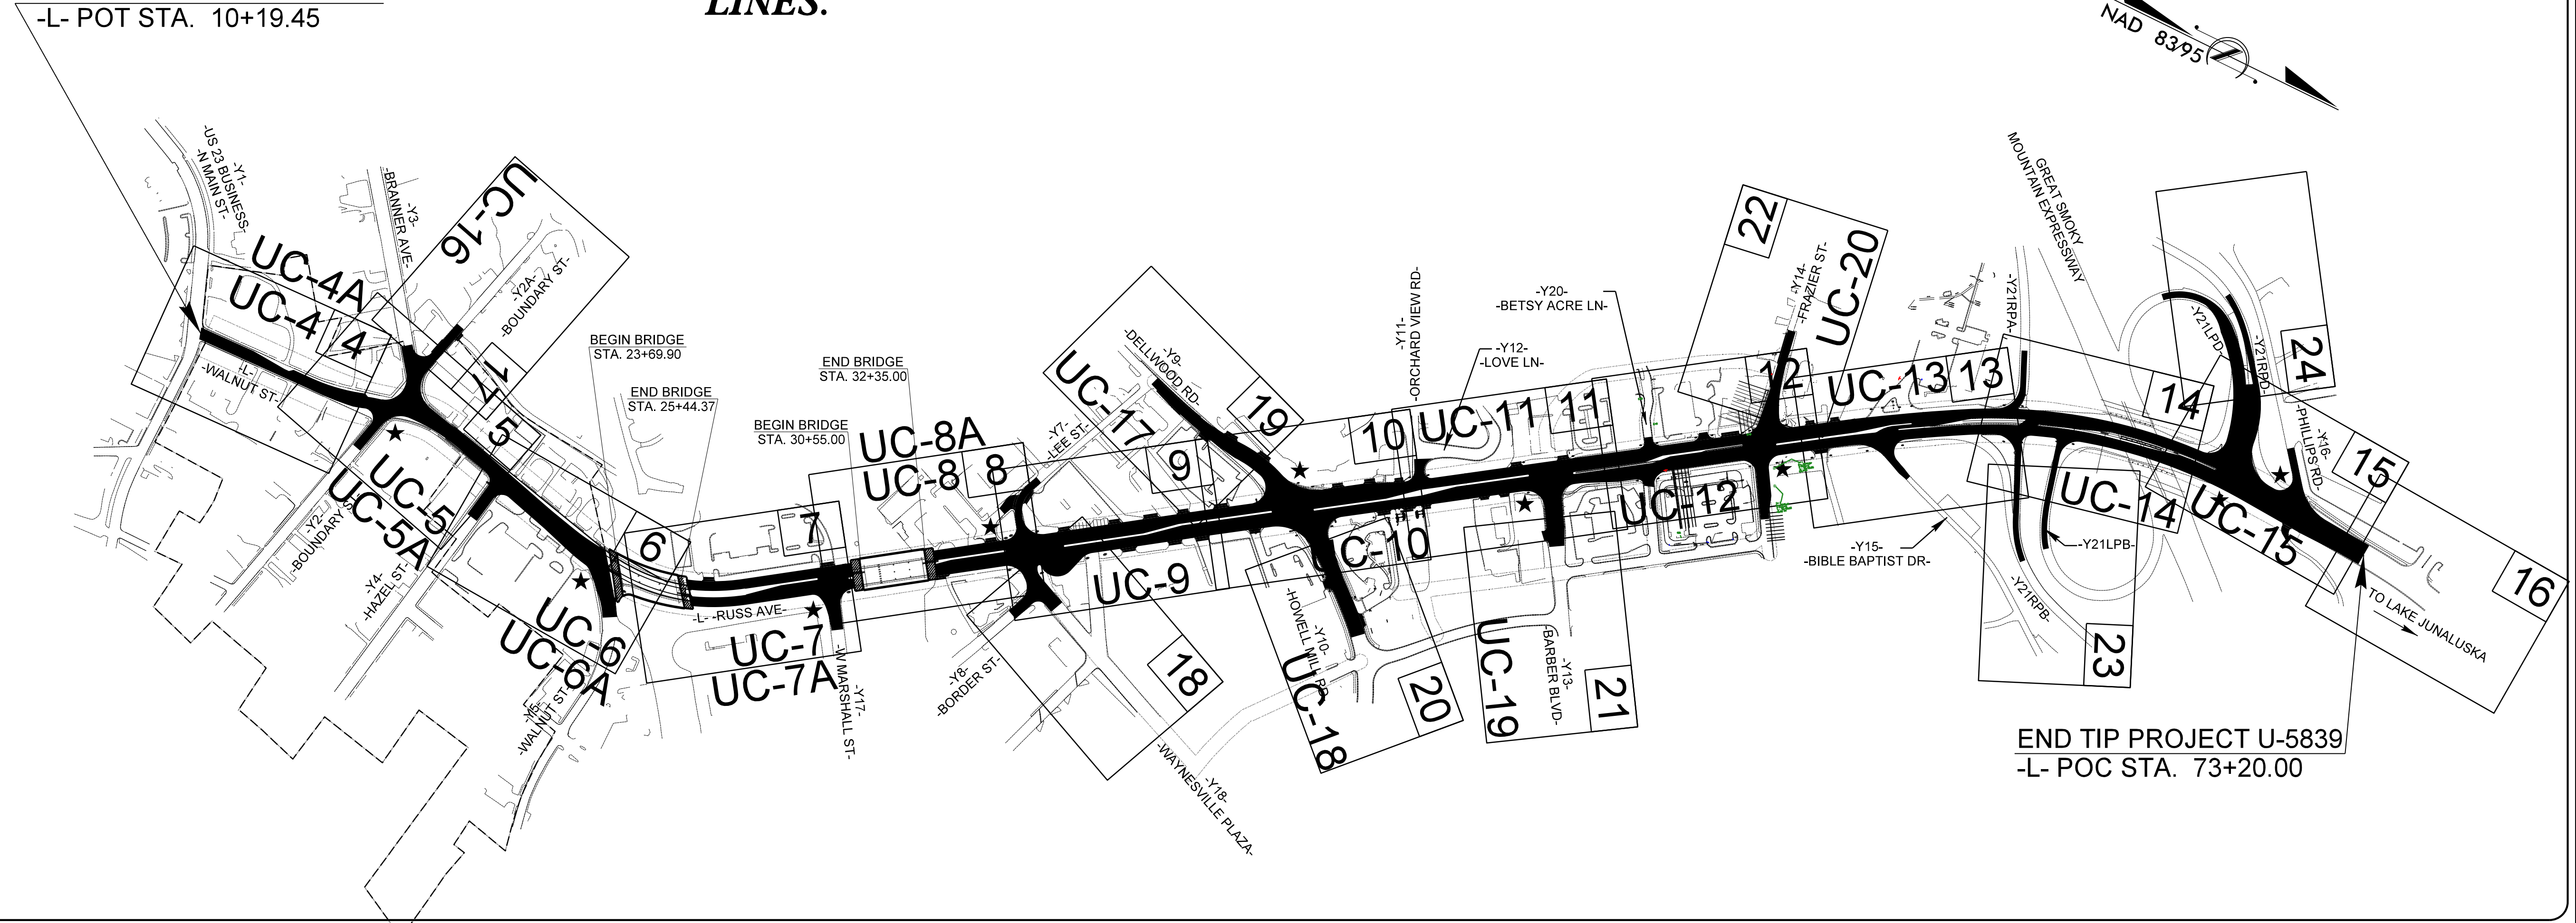 -L- POT STA. 10+19.45
LINES.
NAD 83/95
-Y1-
-US 23 BUSINESS-
-N MAIN ST-
-Y3-
-BRANNER AVE-
UC-16
-Y2A-
-BOUNDARY ST-
UC-4A
UC-4
4
-L-
-WALNUT ST-
17
5
UC-5
UC-5A
-Y2-
-BOUNDARY ST-
-Y4-
-HAZEL ST-
BEGIN BRIDGE
STA. 23+69.90
END BRIDGE
STA. 25+44.37
6
UC-6
UC-6A
-Y5-
-WALNUT ST-
7
-L- -RUSS AVE-
UC-7
UC-7A
-Y17-
-W MARSHALL ST-
BEGIN BRIDGE
STA. 30+55.00
END BRIDGE
STA. 32+35.00
UC-8A
UC-8
8
-Y7-
-LEE ST-
-Y8-
-BORDER ST-
9
UC-9
18
-Y18-
-WAYNESVILLE PLAZA-
-Y9-
-DELLWOOD RD-
UC-17
19
10
UC-10
-Y10-
-HOWELL MILL RD-
UC-18
20
-Y11-
-ORCHARD VIEW RD-
-Y12-
-LOVE LN-
UC-11
11
-Y20-
-BETSY ACRE LN-
UC-19
-Y13-
-BARBER BLVD-
21
UC-12
12
22
-Y14-
-FRAZIER ST-
UC-20
UC-13
13
-Y15-
-BIBLE BAPTIST DR-
-Y21RPA-
GREAT SMOKY
MOUNTAIN EXPRESSWAY
14
UC-14
-Y21LPB-
-Y21RPB-
23
-Y21LPD-
-Y21RPD-
24
-Y16-
-PHILLIPS RD-
15
UC-15
16
TO LAKE JUNALUSKA
END TIP PROJECT U-5839
-L- POC STA. 73+20.00